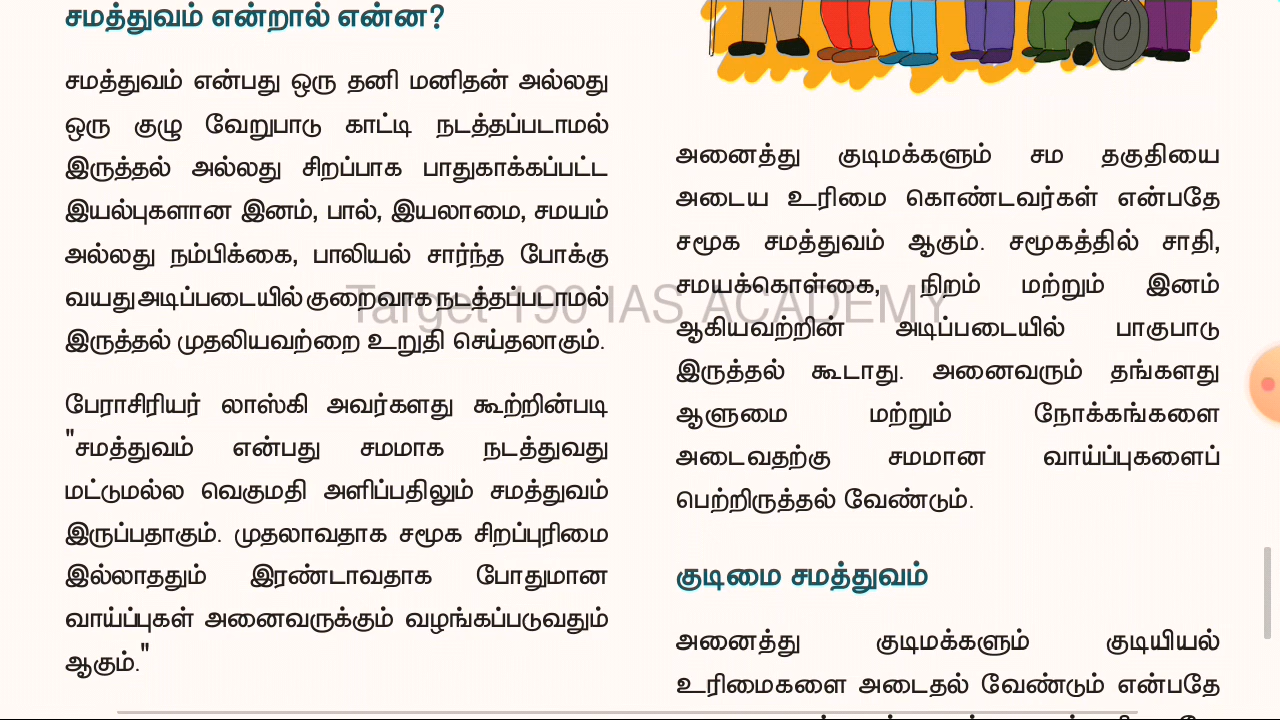 சமத்துவம் என்றால் என்ன?
சமத்துவம் என்பது ஒரு தனி மனிதன் அல்லது
ஒரு குழு வேறுபாடு காட்டி நடத்தப்படாமல்
இருத்தல் அல்லது சிறப்பாக பாதுகாக்கப்பட்ட
இயல்புகளான இனம், பால், இயலாமை, சமயம்
அல்லது நம்பிக்கை, பாலியல் சார்ந்த போக்கு
வயது அடிப்படையில் குறைவாக நடத்தப்படாமல்
இருத்தல் முதலியவற்றை உறுதி செய்தலாகும்.
பேராசிரியர் லாஸ்கி அவர்களது கூற்றின்படி
"சமத்துவம் என்பது சமமாக நடத்துவது
மட்டுமல்ல வெகுமதி அளிப்பதிலும் சமத்துவம்
இருப்பதாகும். முதலாவதாக சமூக சிறப்புரிமை
இல்லாததும் இரண்டாவதாக போதுமான
வாய்ப்புகள் அனைவருக்கும் வழங்கப்படுவதும்
ஆகும்."
அனைத்து குடிமக்களும் சம தகுதியை
அடைய உரிமை கொண்டவர்கள் என்பதே
சமூக சமத்துவம் ஆகும். சமூகத்தில் சாதி,
சமயக்கொள்கை, நிறம் மற்றும் இனம்
ஆகியவற்றின் அடிப்படையில் பாகுபாடு
இருத்தல் கூடாது. அனைவரும் தங்களது
ஆளுமை மற்றும் நோக்கங்களை
அடைவதற்கு சமமான வாய்ப்புகளைப்
பெற்றிருத்தல் வேண்டும்.
குடிமை சமத்துவம்
அனைத்து குடிமக்களும் குடியியல்
உரிமைகளை அடைதல் வேண்டும் என்பதே
Target 190 IAS ACADEMY